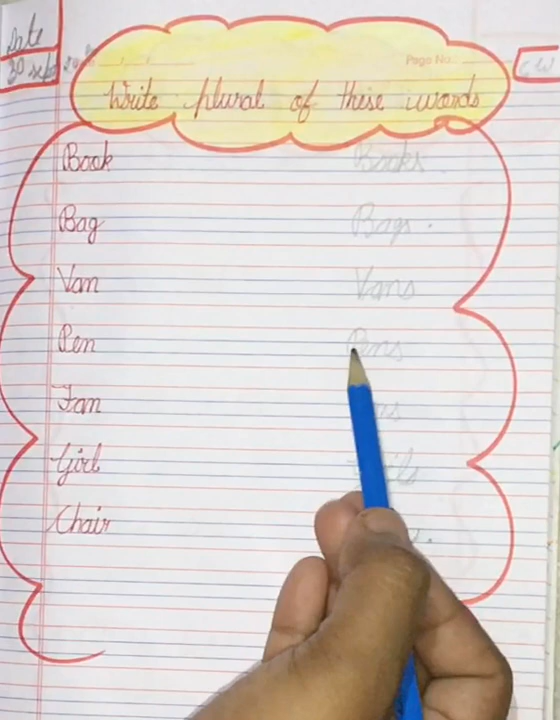 Date
30 sep
Page No.
C.W
Write plural of these words
Book Books
Bag Bags.
Van Vans
Pen Pens
Fan
Girl
Chair